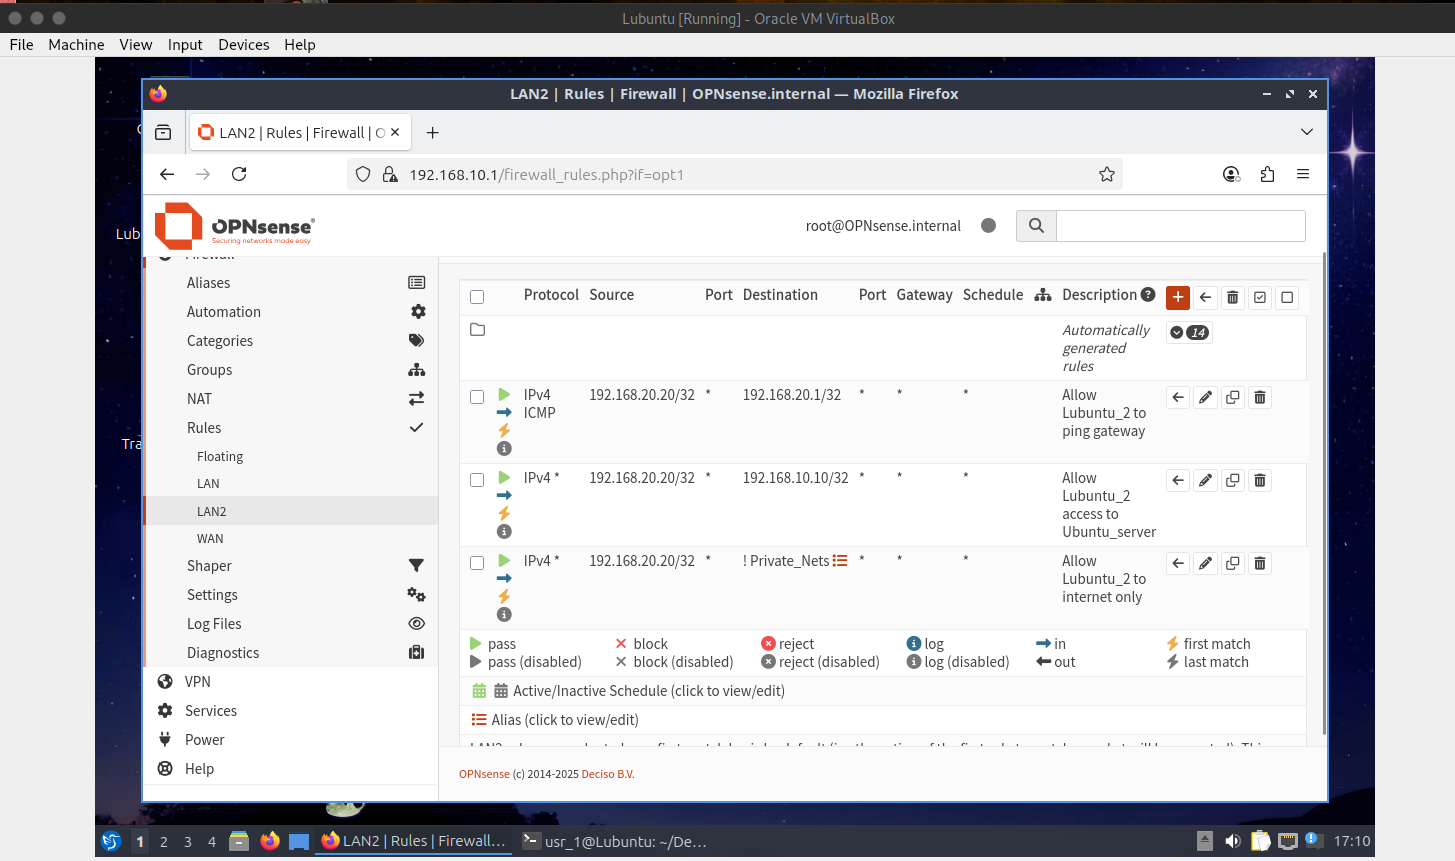 Lubuntu [Running] - Oracle VM VirtualBox
File Machine View Input Devices Help
LAN2 | Rules | Firewall | OPNsense.internal — Mozilla Firefox
LAN2 | Rules | Firewall | O
192.168.10.1/firewall_rules.php?if=opt1
OPNsense®
Securing networks made easy
root@OPNsense.internal
Lub
Tra
Firewall
Aliases
Automation
Categories
Groups
NAT
Rules
Floating
LAN
LAN2
WAN
Shaper
Settings
Log Files
Diagnostics
VPN
Services
Power
Help
Protocol Source Port Destination Port Gateway Schedule Description
Automatically
generated
rules
14
IPv4 192.168.20.20/32 * 192.168.20.1/32 * * * Allow
ICMP Lubuntu_2 to
ping gateway
IPv4 * 192.168.20.20/32 * 192.168.10.10/32 * * * Allow
Lubuntu_2
access to
Ubuntu_server
IPv4 * 192.168.20.20/32 * ! Private_Nets * * * Allow
Lubuntu_2 to
internet only
pass block reject log in first match
pass (disabled) block (disabled) reject (disabled) log (disabled) out last match
Active/Inactive Schedule (click to view/edit)
Alias (click to view/edit)
OPNsense (c) 2014-2025 Deciso B.V.
1 2 3 4 LAN2 | Rules | Firewall... usr_1@Lubuntu: ~/De... 17:10